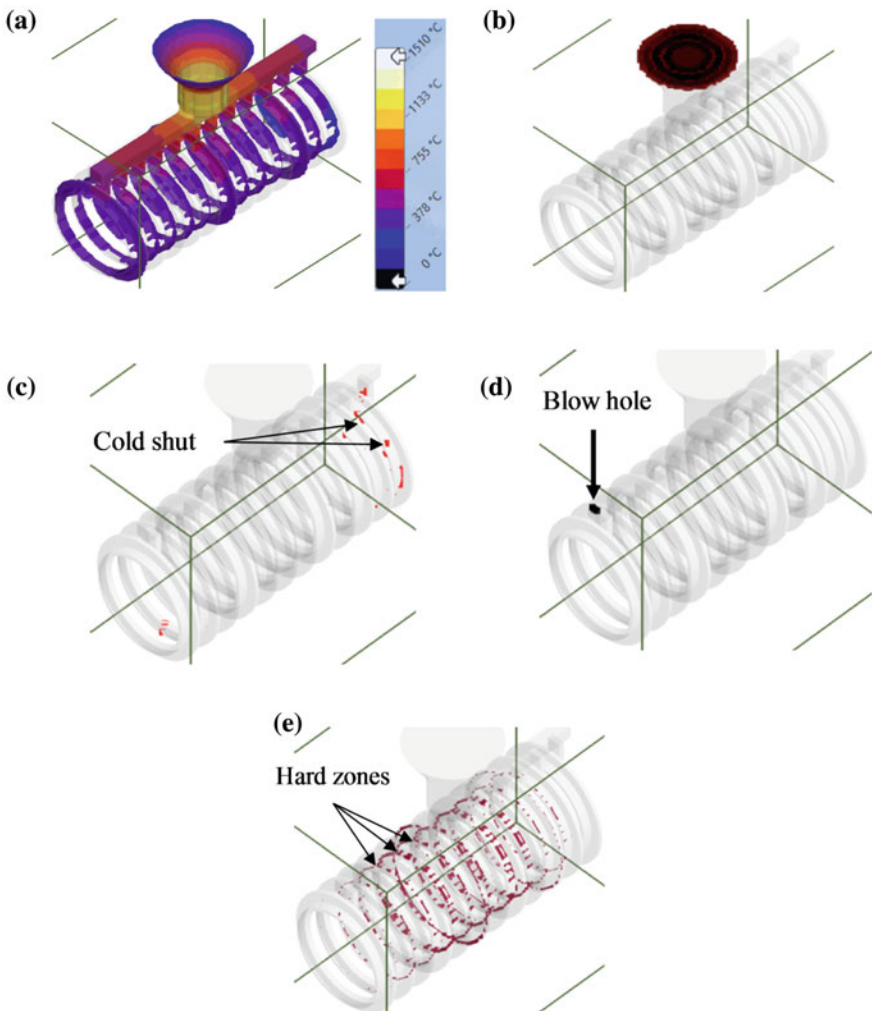 (a)
1510 °C
1133 °C
755 °C
378 °C
0 °C
(b)
(c)
Cold shut
(d)
Blow hole
(e)
Hard zones